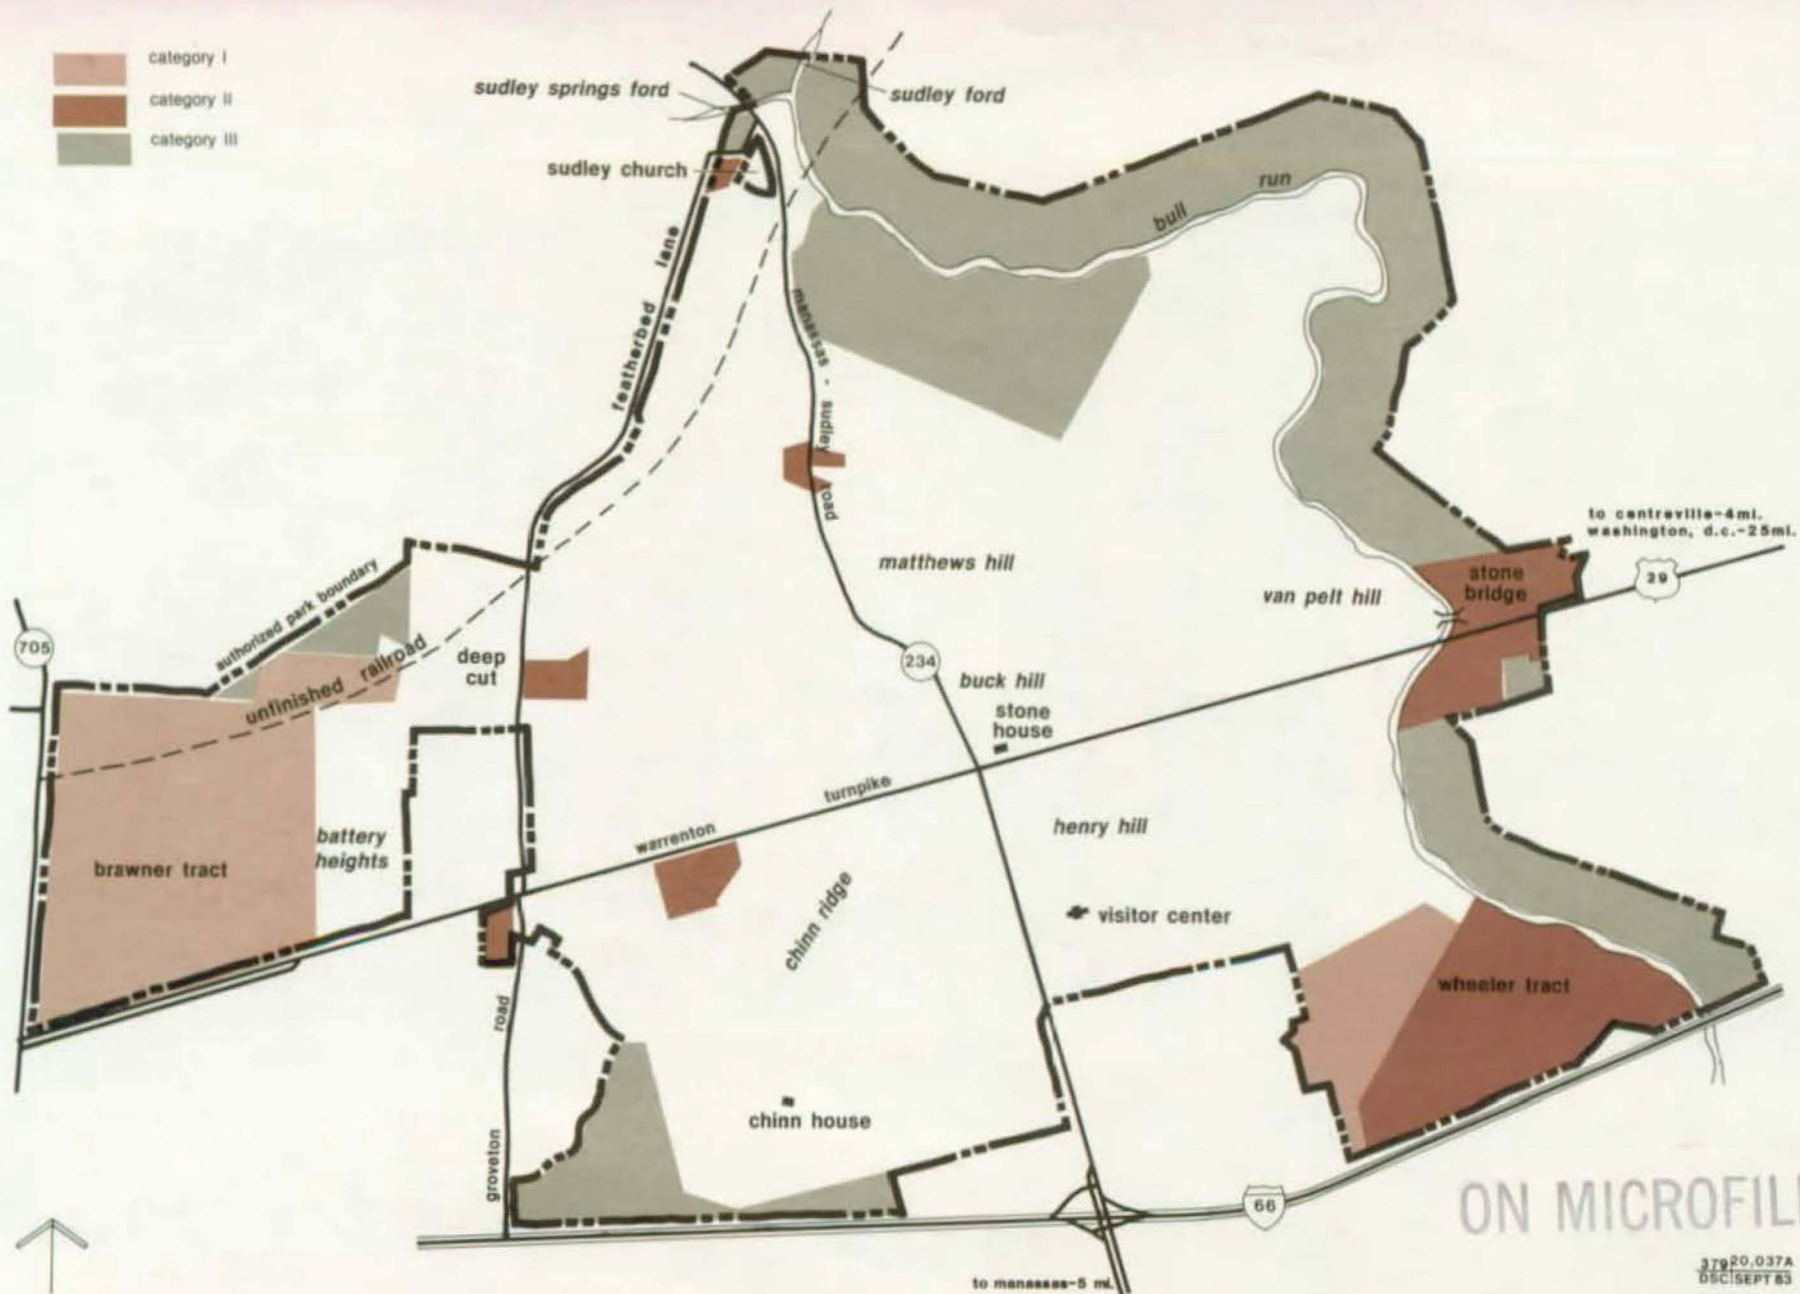 category I
category II
category III
sudley springs ford
sudley ford
sudley church
bull run
featherbed lane
manassas - sudley road
to centreville-4mi.
washington, d.c.-25mi.
29
stone
bridge
matthews hill
van pelt hill
authorized park boundary
705
unfinished railroad
deep
cut
234
buck hill
stone
house
turnpike
warrenton
henry hill
battery
heights
brawner tract
chinn ridge
visitor center
wheeler tract
road
groveton
chinn house
66
to manassas-5 mi.
ON MICROFIL
379 20,037A
DSC SEPT 83